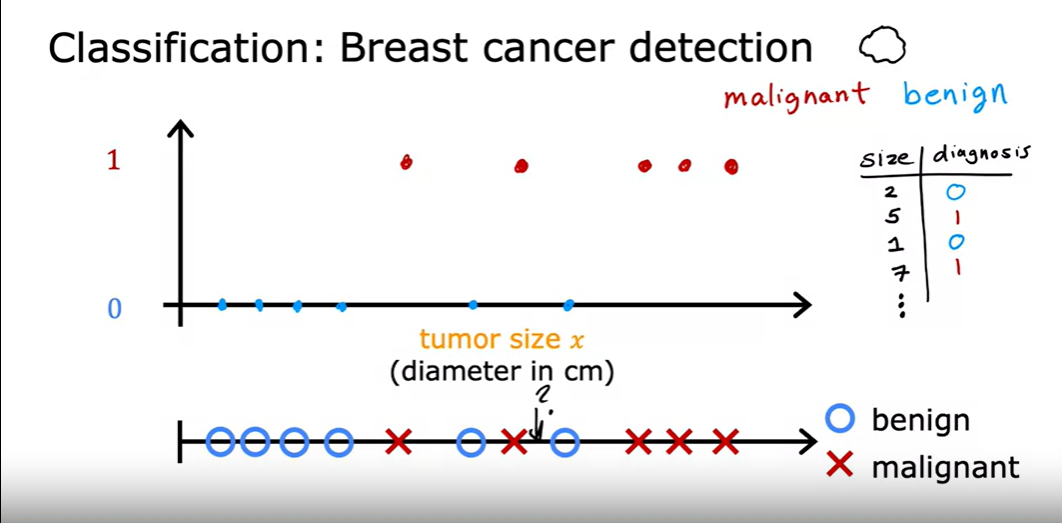 Classification: Breast cancer detection
malignant benign
size diagnosis
2 0
5 1
1 0
7 1
1
0
tumor size x
(diameter in cm)
?
benign
malignant